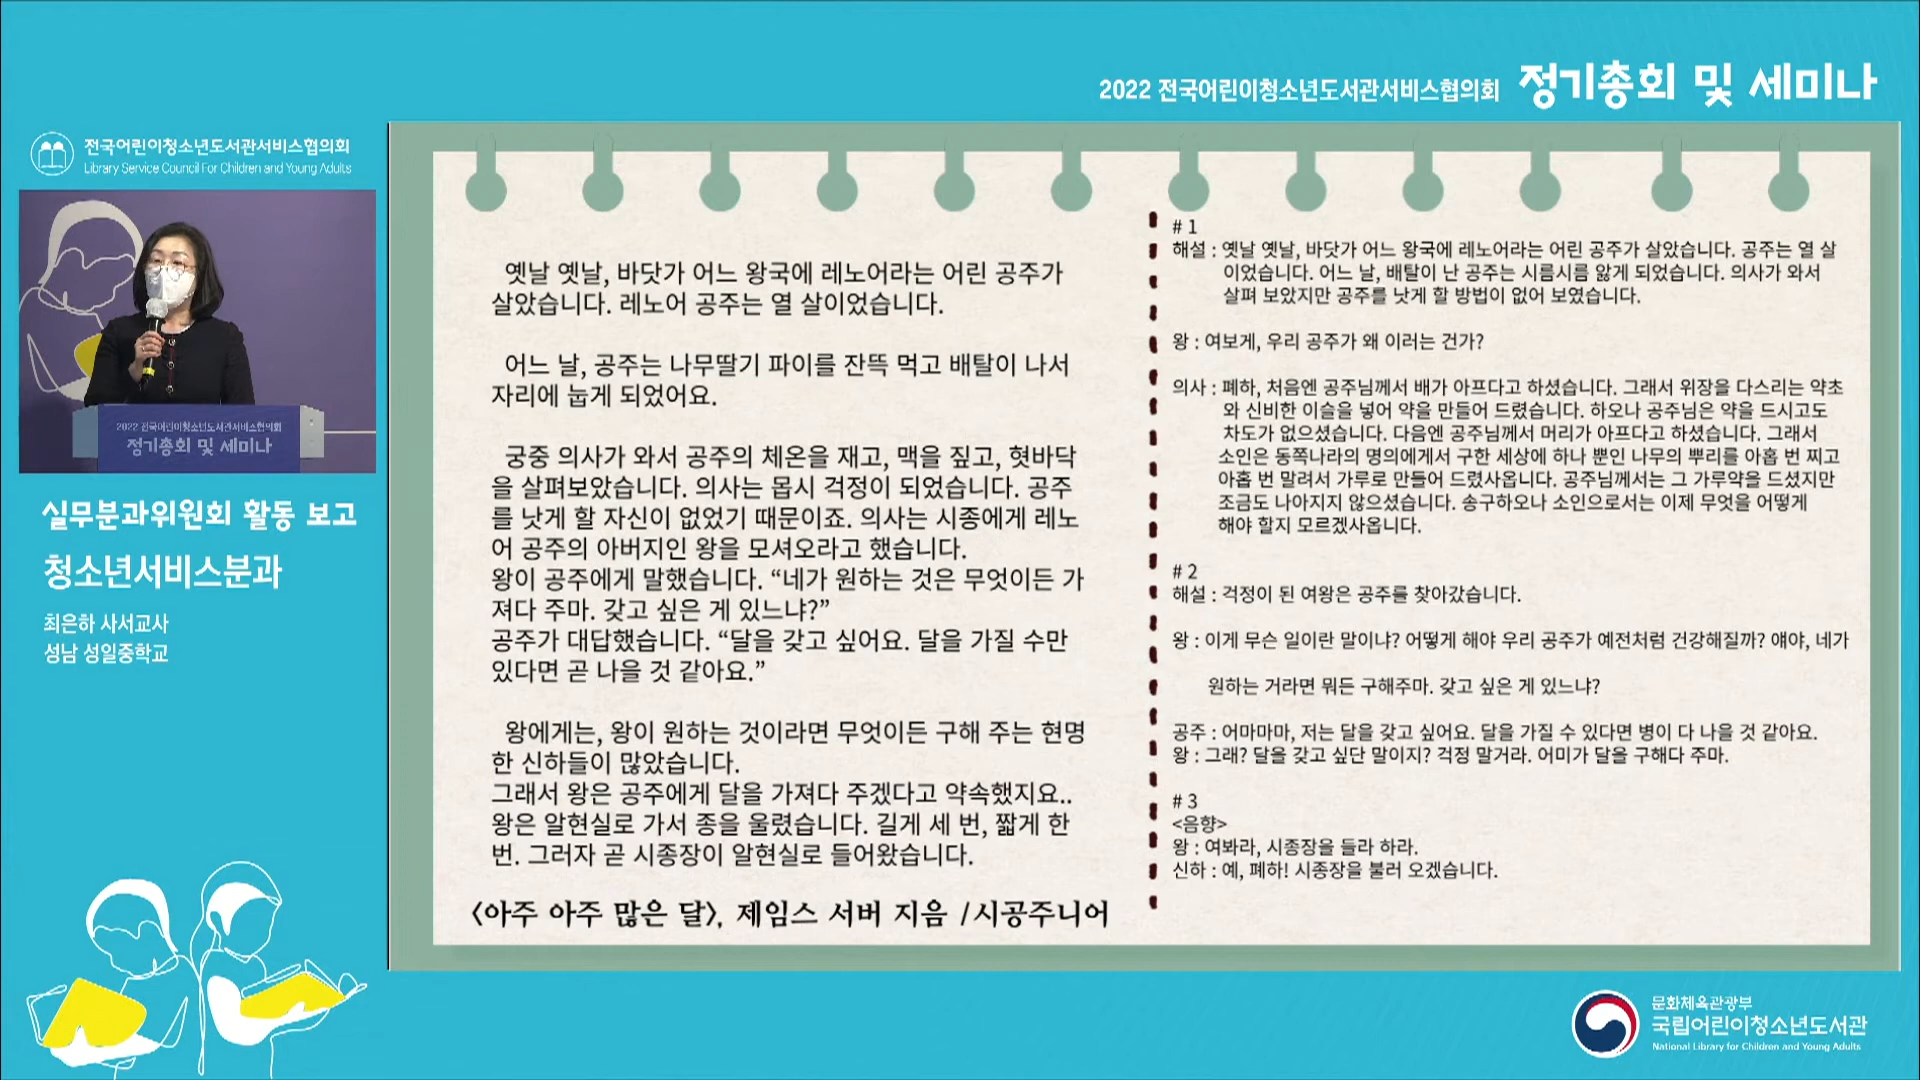 2022 전국어린이청소년도서관서비스협의회 정기총회 및 세미나
전국어린이청소년도서관서비스협의회
Library Service Council For Children and Young Adults
2022 전국어린이청소년도서관서비스협의회
정기총회 및 세미나
실무분과위원회 활동 보고
청소년서비스분과
최은하 사서교사
성남 성일중학교
옛날 옛날, 바닷가 어느 왕국에 레노어라는 어린 공주가
살았습니다. 레노어 공주는 열 살이었습니다.
어느 날, 공주는 나무딸기 파이를 잔뜩 먹고 배탈이 나서
자리에 눕게 되었어요.
궁중 의사가 와서 공주의 체온을 재고, 맥을 짚고, 혓바닥
을 살펴보았습니다. 의사는 몹시 걱정이 되었습니다. 공주
를 낫게 할 자신이 없었기 때문이죠. 의사는 시종에게 레노
어 공주의 아버지인 왕을 모셔오라고 했습니다.
왕이 공주에게 말했습니다. “네가 원하는 것은 무엇이든 가
져다 주마. 갖고 싶은 게 있느냐?”
공주가 대답했습니다. “달을 갖고 싶어요. 달을 가질 수만
있다면 곧 나을 것 같아요.”
왕에게는, 왕이 원하는 것이라면 무엇이든 구해 주는 현명
한 신하들이 많았습니다.
그래서 왕은 공주에게 달을 가져다 주겠다고 약속했지요..
왕은 알현실로 가서 종을 울렸습니다. 길게 세 번, 짧게 한
번. 그러자 곧 시종장이 알현실로 들어왔습니다.
<아주 아주 많은 달>, 제임스 서버 지음 /시공주니어
# 1
해설 : 옛날 옛날, 바닷가 어느 왕국에 레노어라는 어린 공주가 살았습니다. 공주는 열 살
이었습니다. 어느 날, 배탈이 난 공주는 시름시름 앓게 되었습니다. 의사가 와서
살펴 보았지만 공주를 낫게 할 방법이 없어 보였습니다.
왕 : 여보게, 우리 공주가 왜 이러는 건가?
의사 : 폐하, 처음엔 공주님께서 배가 아프다고 하셨습니다. 그래서 위장을 다스리는 약초
와 신비한 이슬을 넣어 약을 만들어 드렸습니다. 하오나 공주님은 약을 드시고도
차도가 없으셨습니다. 다음엔 공주님께서 머리가 아프다고 하셨습니다. 그래서
소인은 동쪽나라의 명의에게서 구한 세상에 하나 뿐인 나무의 뿌리를 아홉 번 찌고
아홉 번 말려서 가루로 만들어 드렸사옵니다. 공주님께서는 그 가루약을 드셨지만
조금도 나아지지 않으셨습니다. 송구하오나 소인으로서는 이제 무엇을 어떻게
해야 할지 모르겠사옵니다.
# 2
해설 : 걱정이 된 여왕은 공주를 찾아갔습니다.
왕 : 이게 무슨 일이란 말이냐? 어떻게 해야 우리 공주가 예전처럼 건강해질까? 얘야, 네가
원하는 거라면 뭐든 구해주마. 갖고 싶은 게 있느냐?
공주 : 어마마마, 저는 달을 갖고 싶어요. 달을 가질 수 있다면 병이 다 나을 것 같아요.
왕 : 그래? 달을 갖고 싶단 말이지? 걱정 말거라. 어미가 달을 구해다 주마.
# 3
<음향>
왕 : 여봐라, 시종장을 들라 하라.
신하 : 예, 폐하! 시종장을 불러 오겠습니다.
문화체육관광부
국립어린이청소년도서관
National Library for Children and Young Adults